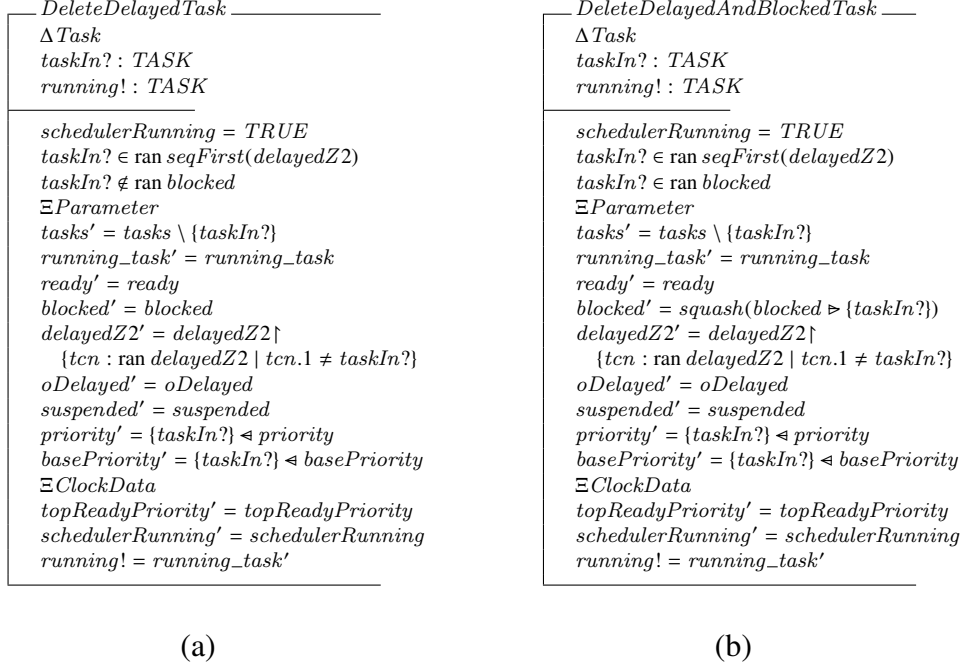 DeleteDelayedTask
ΔTask
taskIn? : TASK
running! : TASK
schedulerRunning = TRUE
taskIn? ∈ ran seqFirst(delayedZ2)
taskIn? ∉ ran blocked
ΞParameter
tasks′ = tasks \ {taskIn?}
running_task′ = running_task
ready′ = ready
blocked′ = blocked
delayedZ2′ = delayedZ2↾
{tcn : ran delayedZ2 | tcn.1 ≠ taskIn?}
oDelayed′ = oDelayed
suspended′ = suspended
priority′ = {taskIn?} ⩤ priority
basePriority′ = {taskIn?} ⩤ basePriority
ΞClockData
topReadyPriority′ = topReadyPriority
schedulerRunning′ = schedulerRunning
running! = running_task′
(a)
DeleteDelayedAndBlockedTask
ΔTask
taskIn? : TASK
running! : TASK
schedulerRunning = TRUE
taskIn? ∈ ran seqFirst(delayedZ2)
taskIn? ∈ ran blocked
ΞParameter
tasks′ = tasks \ {taskIn?}
running_task′ = running_task
ready′ = ready
blocked′ = squash(blocked ⩥ {taskIn?})
delayedZ2′ = delayedZ2↾
{tcn : ran delayedZ2 | tcn.1 ≠ taskIn?}
oDelayed′ = oDelayed
suspended′ = suspended
priority′ = {taskIn?} ⩤ priority
basePriority′ = {taskIn?} ⩤ basePriority
ΞClockData
topReadyPriority′ = topReadyPriority
schedulerRunning′ = schedulerRunning
running! = running_task′
(b)